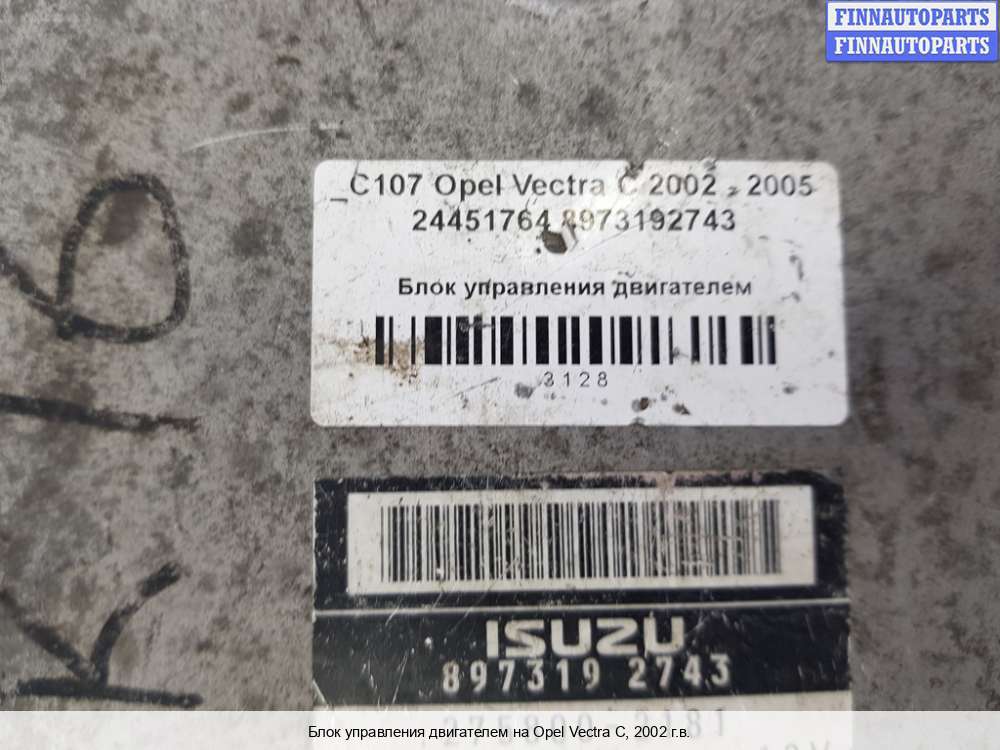 FINNAUTOPARTS
FINNAUTOPARTS
_C107 Opel Vectra C 2002 - 2005
24451764 8973192743
Блок управления двигателем
3128
ISUZU
897319 2743
Блок управления двигателем на Opel Vectra C, 2002 г.в.